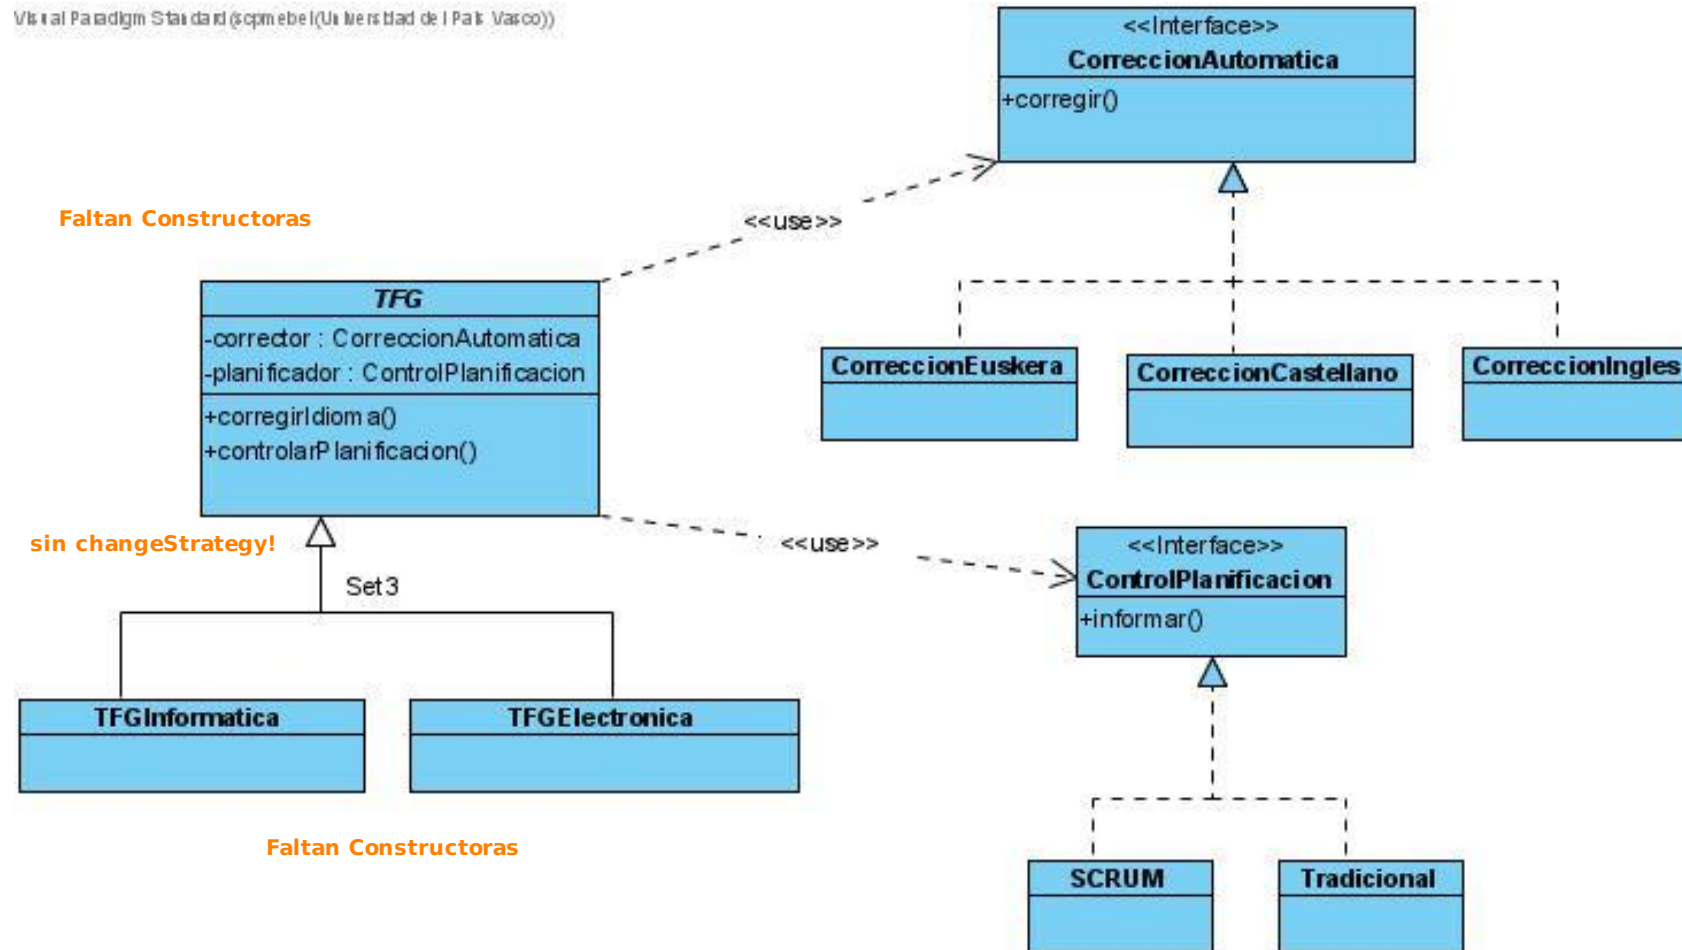 Visual Paradigm Standard(scpmebel(Universidad del País Vasco))
<<Interface>>
CorreccionAutomatica
+corregir()
<<use>>
Faltan Constructoras
TFG
-corrector : CorreccionAutomatica
-planificador : ControlPlanificacion
+corregirIdioma()
+controlarPlanificacion()
CorreccionEuskera
CorreccionCastellano
CorreccionIngles
sin changeStrategy!
Set3
<<use>>
<<Interface>>
ControlPlanificacion
+informar()
TFGInformatica
TFGElectronica
Faltan Constructoras
SCRUM
Tradicional